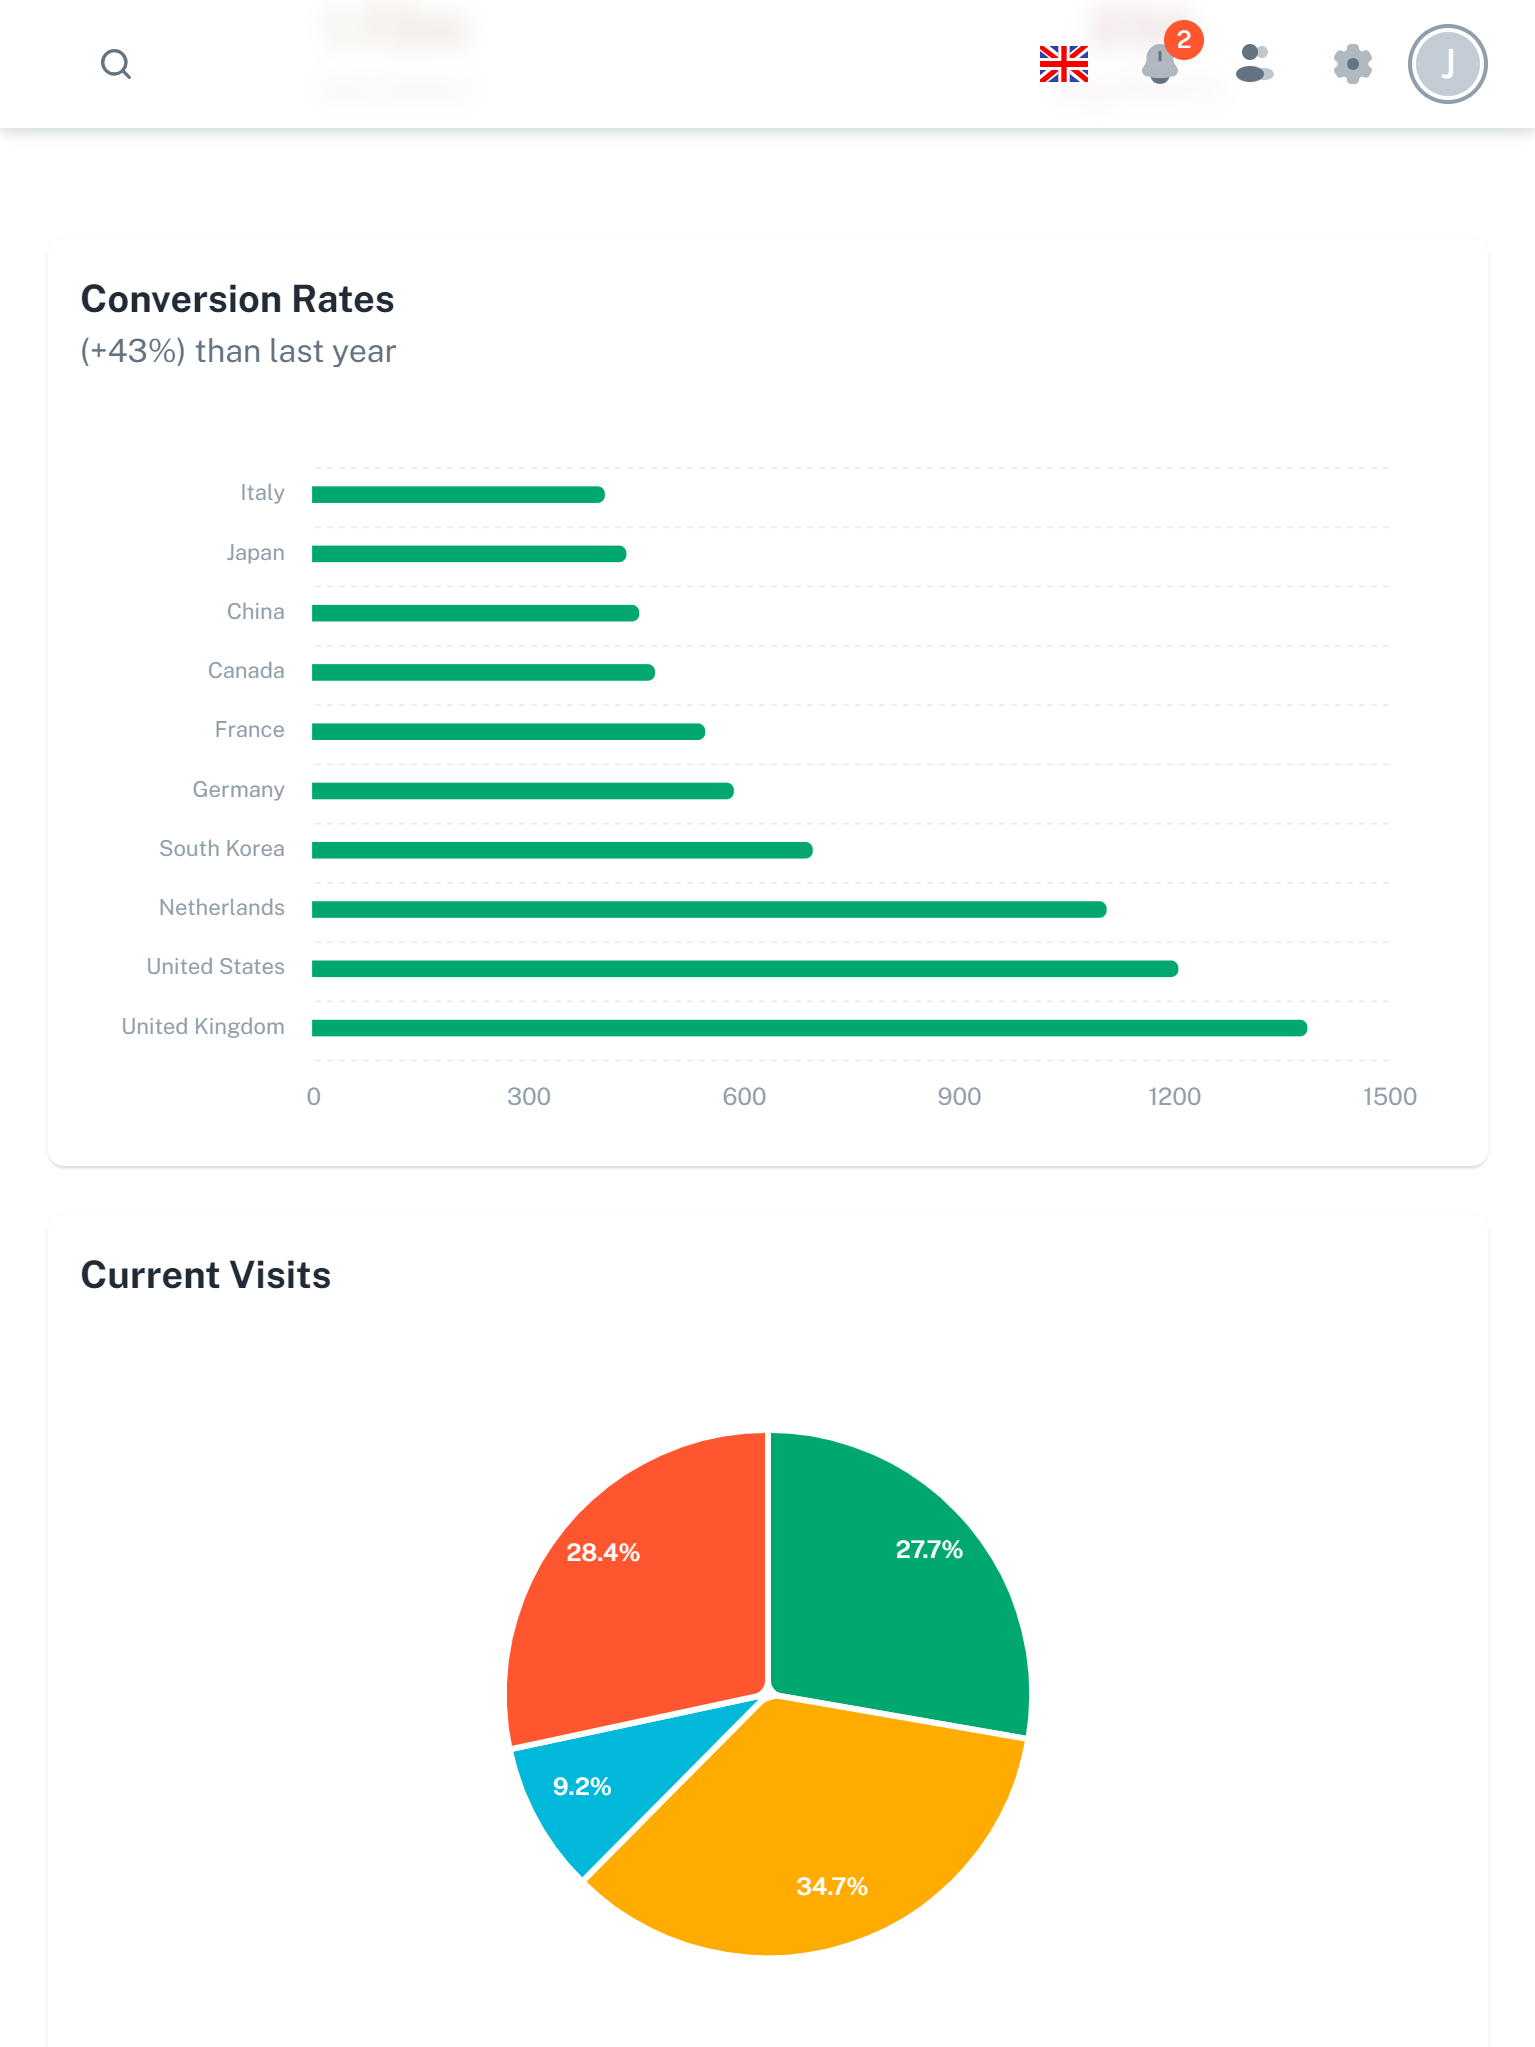 2
J
Conversion Rates
(+43%) than last year
Italy
Japan
China
Canada
France
Germany
South Korea
Netherlands
United States
United Kingdom
0 300 600 900 1200 1500
Current Visits
28.4%
27.7%
9.2%
34.7%